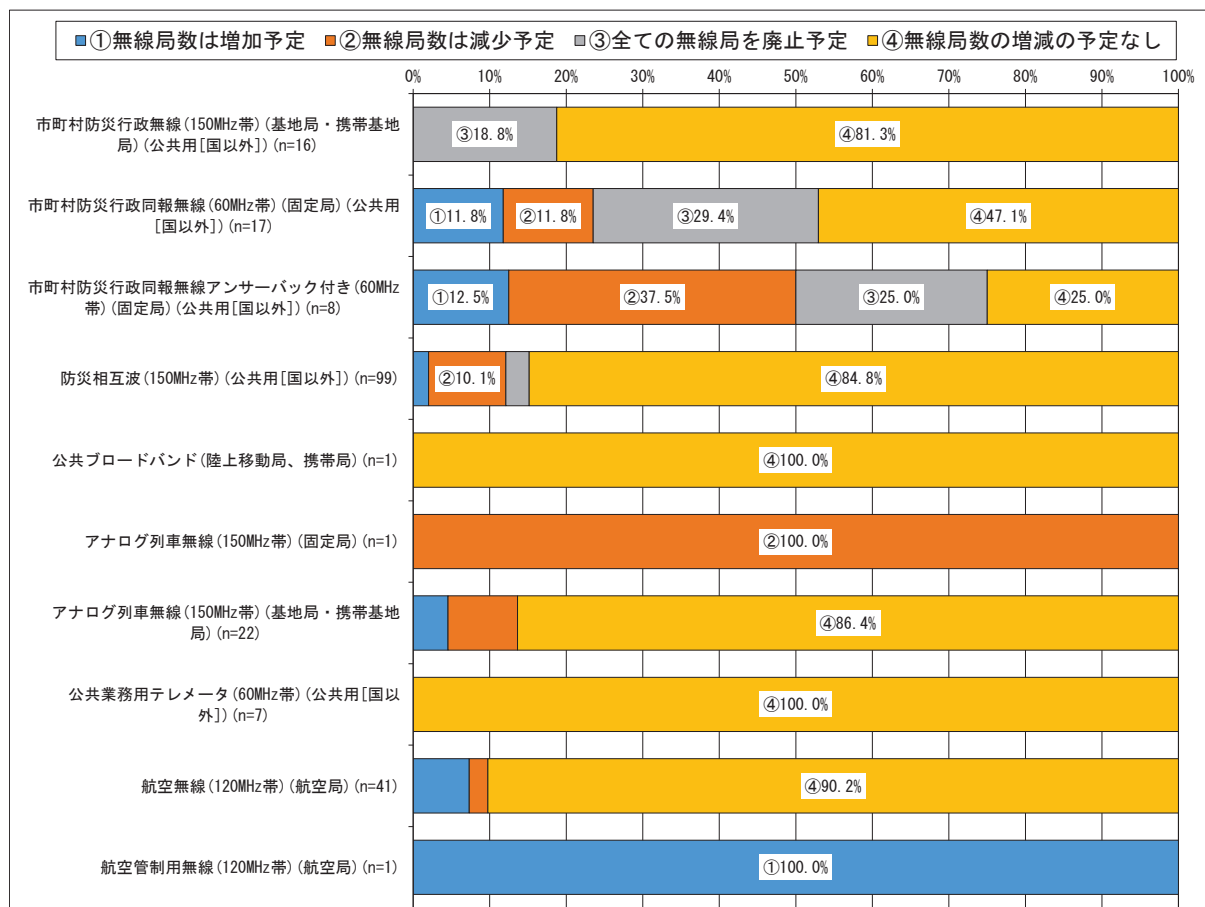 ①無線局数は増加予定 ②無線局数は減少予定 ③全ての無線局を廃止予定 ④無線局数の増減の予定なし
0% 10% 20% 30% 40% 50% 60% 70% 80% 90% 100%
市町村防災行政無線(150MHz帯)(基地局・携帯基地
局)(公共用[国以外])(n=16)
③18.8% ④81.3%
市町村防災行政同報無線(60MHz帯)(固定局)(公共用
[国以外])(n=17)
①11.8% ②11.8% ③29.4% ④47.1%
市町村防災行政同報無線アンサーバック付き(60MHz
帯)(固定局)(公共用[国以外])(n=8)
①12.5% ②37.5% ③25.0% ④25.0%
防災相互波(150MHz帯)(公共用[国以外])(n=99)
②10.1% ④84.8%
公共ブロードバンド(陸上移動局、携帯局)(n=1)
④100.0%
アナログ列車無線(150MHz帯)(固定局)(n=1)
②100.0%
アナログ列車無線(150MHz帯)(基地局・携帯基地
局)(n=22)
④86.4%
公共業務用テレメータ(60MHz帯)(公共用[国以
外])(n=7)
④100.0%
航空無線(120MHz帯)(航空局)(n=41)
④90.2%
航空管制用無線(120MHz帯)(航空局)(n=1)
①100.0%